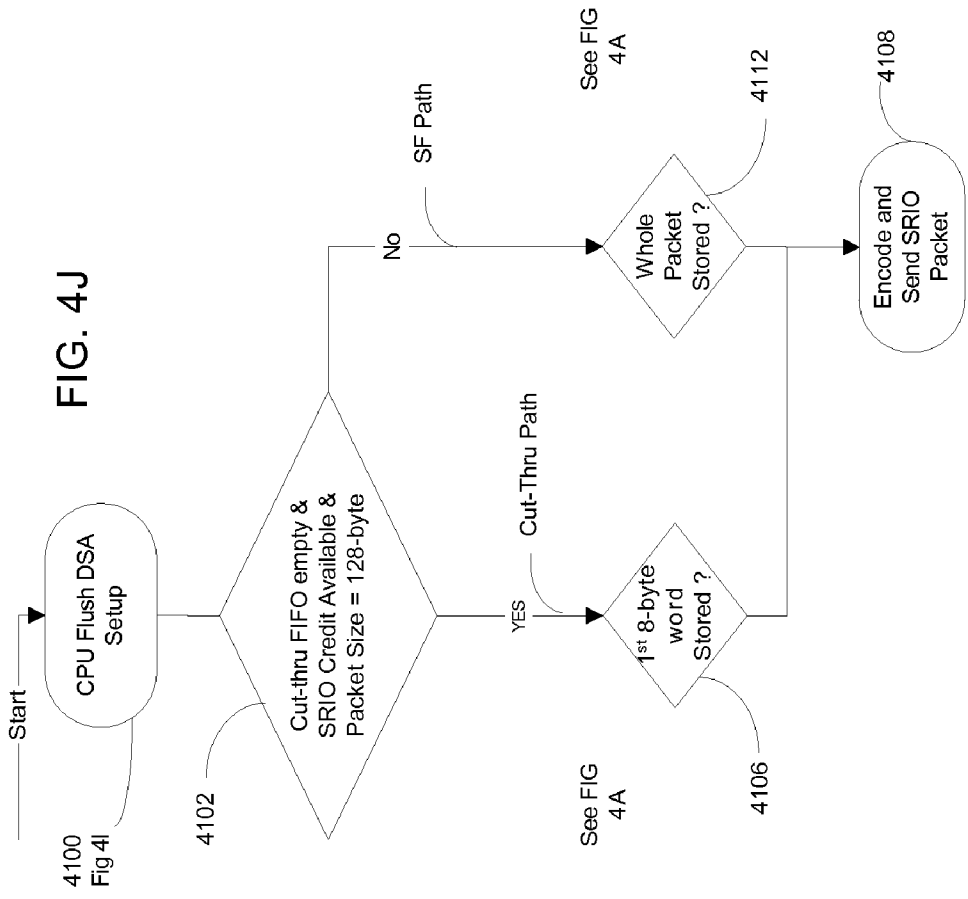 FIG. 4J
Start
CPU Flush DSA
Setup
4100
Fig 4I
4102
Cut-thru FIFO empty &
SRIO Credit Available &
Packet Size = 128-byte
YES
No
Cut-Thru Path
SF Path
See FIG
4A
1st 8-byte
word
Stored ?
4106
See FIG
4A
Whole
Packet
Stored ?
4112
Encode and
Send SRIO
Packet
4108